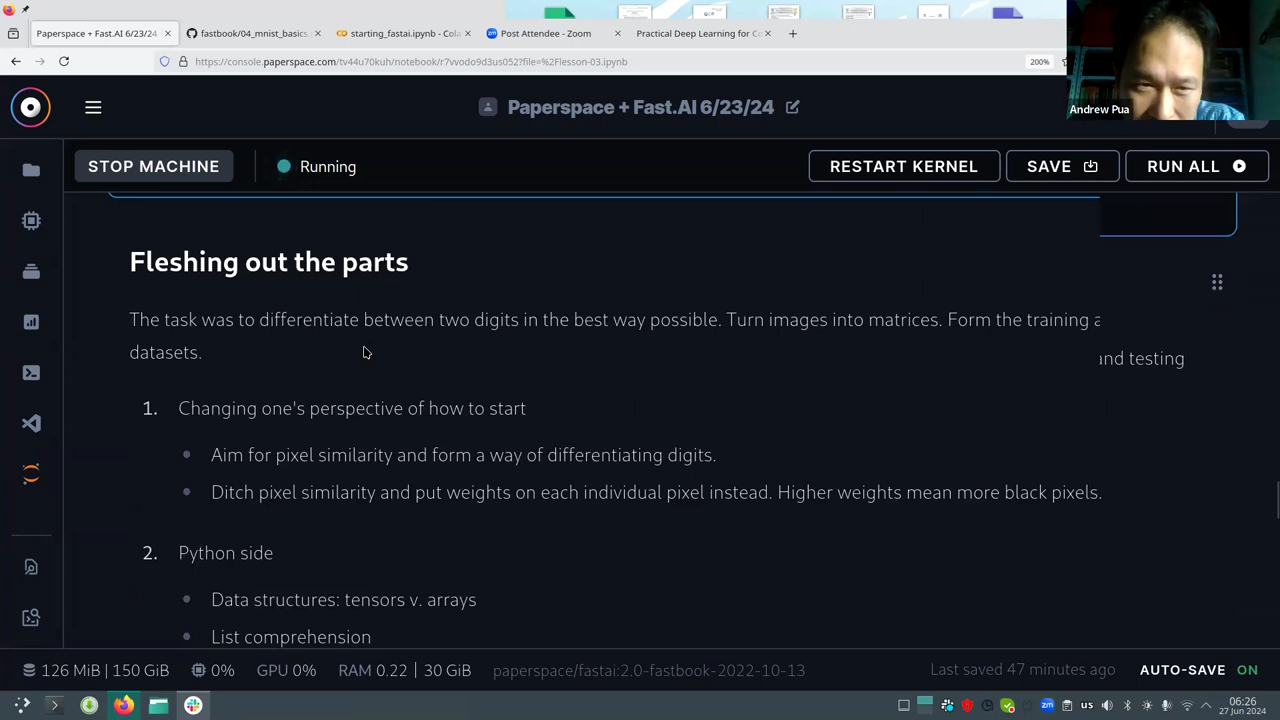 Paperspace + Fast.AI 6/23/24
fastbook/04_mnist_basics.
starting_fastai.ipynb - Cola
zm Post Attendee - Zoom
Practical Deep Learning for Co
https://console.paperspace.com/tv44u70kuh/notebook/r7vvodo9d3us052?file=%2Flesson-03.ipynb
200%
Andrew Pua
Paperspace + Fast.AI 6/23/24
STOP MACHINE
Running
RESTART KERNEL
SAVE
RUN ALL
Fleshing out the parts
The task was to differentiate between two digits in the best way possible. Turn images into matrices. Form the training a
and testing
datasets.
1. Changing one's perspective of how to start
Aim for pixel similarity and form a way of differentiating digits.
Ditch pixel similarity and put weights on each individual pixel instead. Higher weights mean more black pixels.
2. Python side
Data structures: tensors v. arrays
List comprehension
126 MiB | 150 GiB
0%
GPU 0%
RAM 0.22 | 30 GiB
paperspace/fastai:2.0-fastbook-2022-10-13
Last saved 47 minutes ago
AUTO-SAVE ON
zm
us
06:26
27 Jun 2024